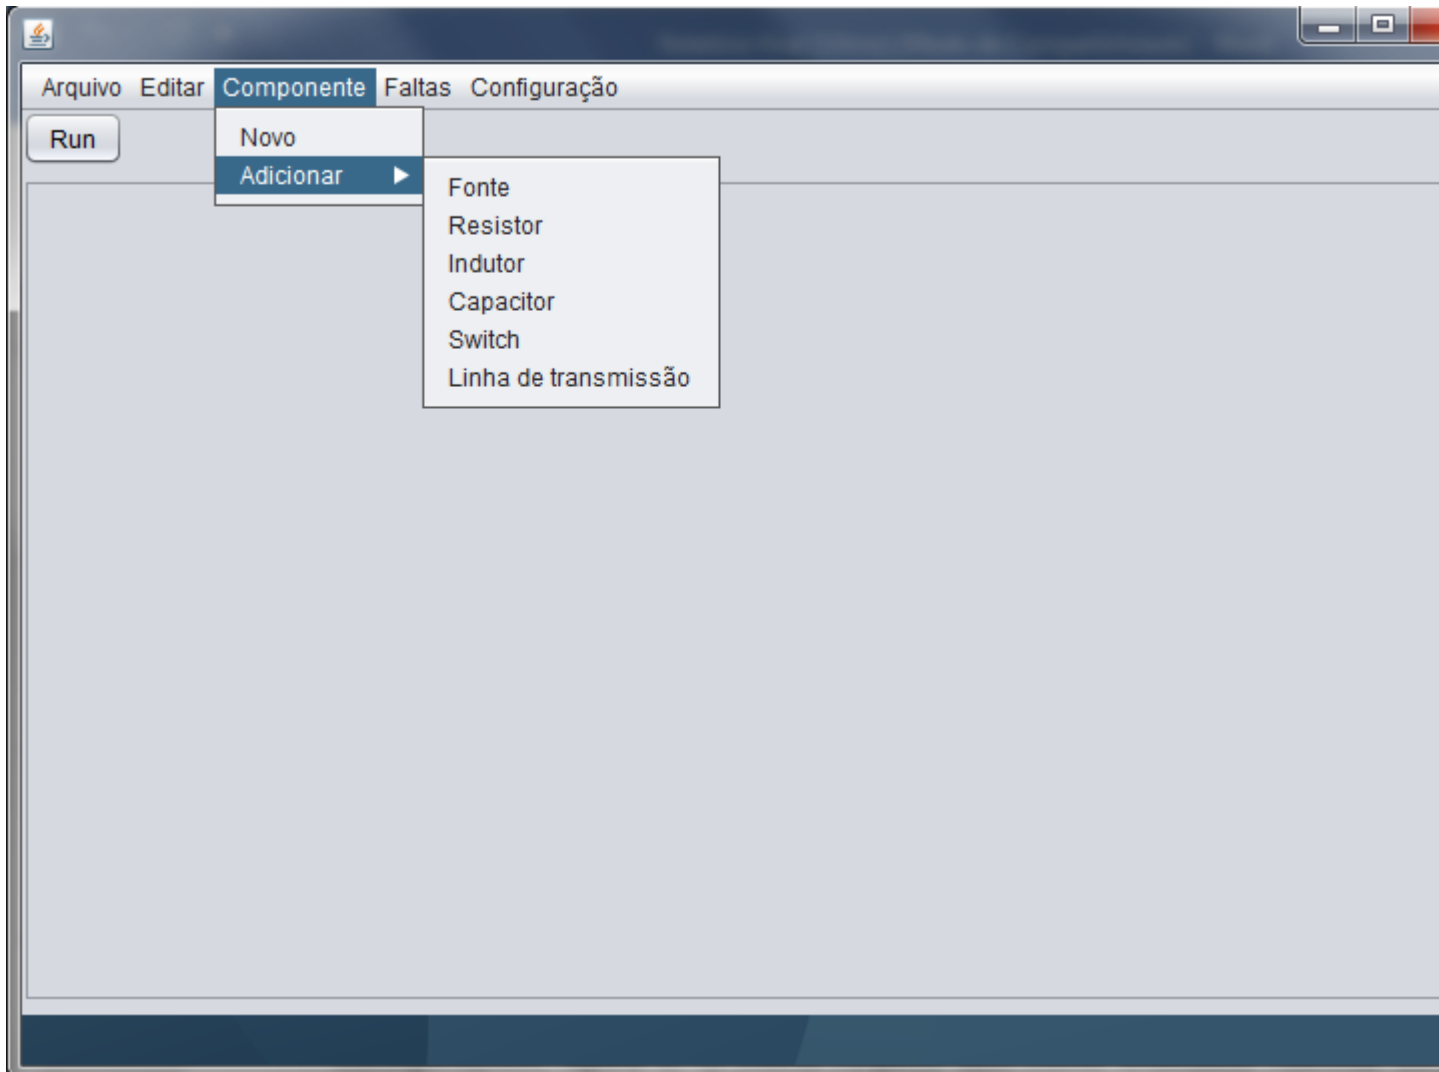 Arquivo Editar Componente Faltas Configuração
Run
Novo
Adicionar
Fonte
Resistor
Indutor
Capacitor
Switch
Linha de transmissão